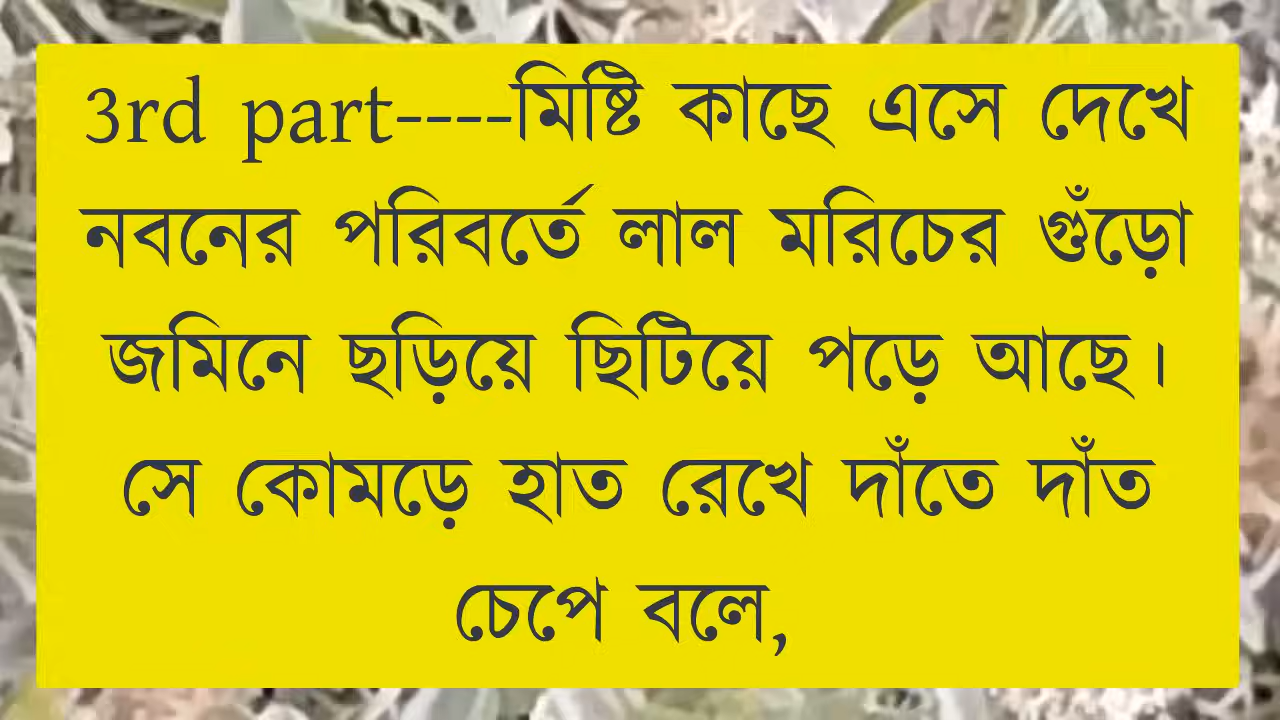 3rd part----মিষ্টি কাছে এসে দেখে
নবনের পরিবর্তে লাল মরিচের গুঁড়ো
জমিনে ছড়িয়ে ছিটিয়ে পড়ে আছে।
সে কোমড়ে হাত রেখে দাঁতে দাঁত
চেপে বলে,